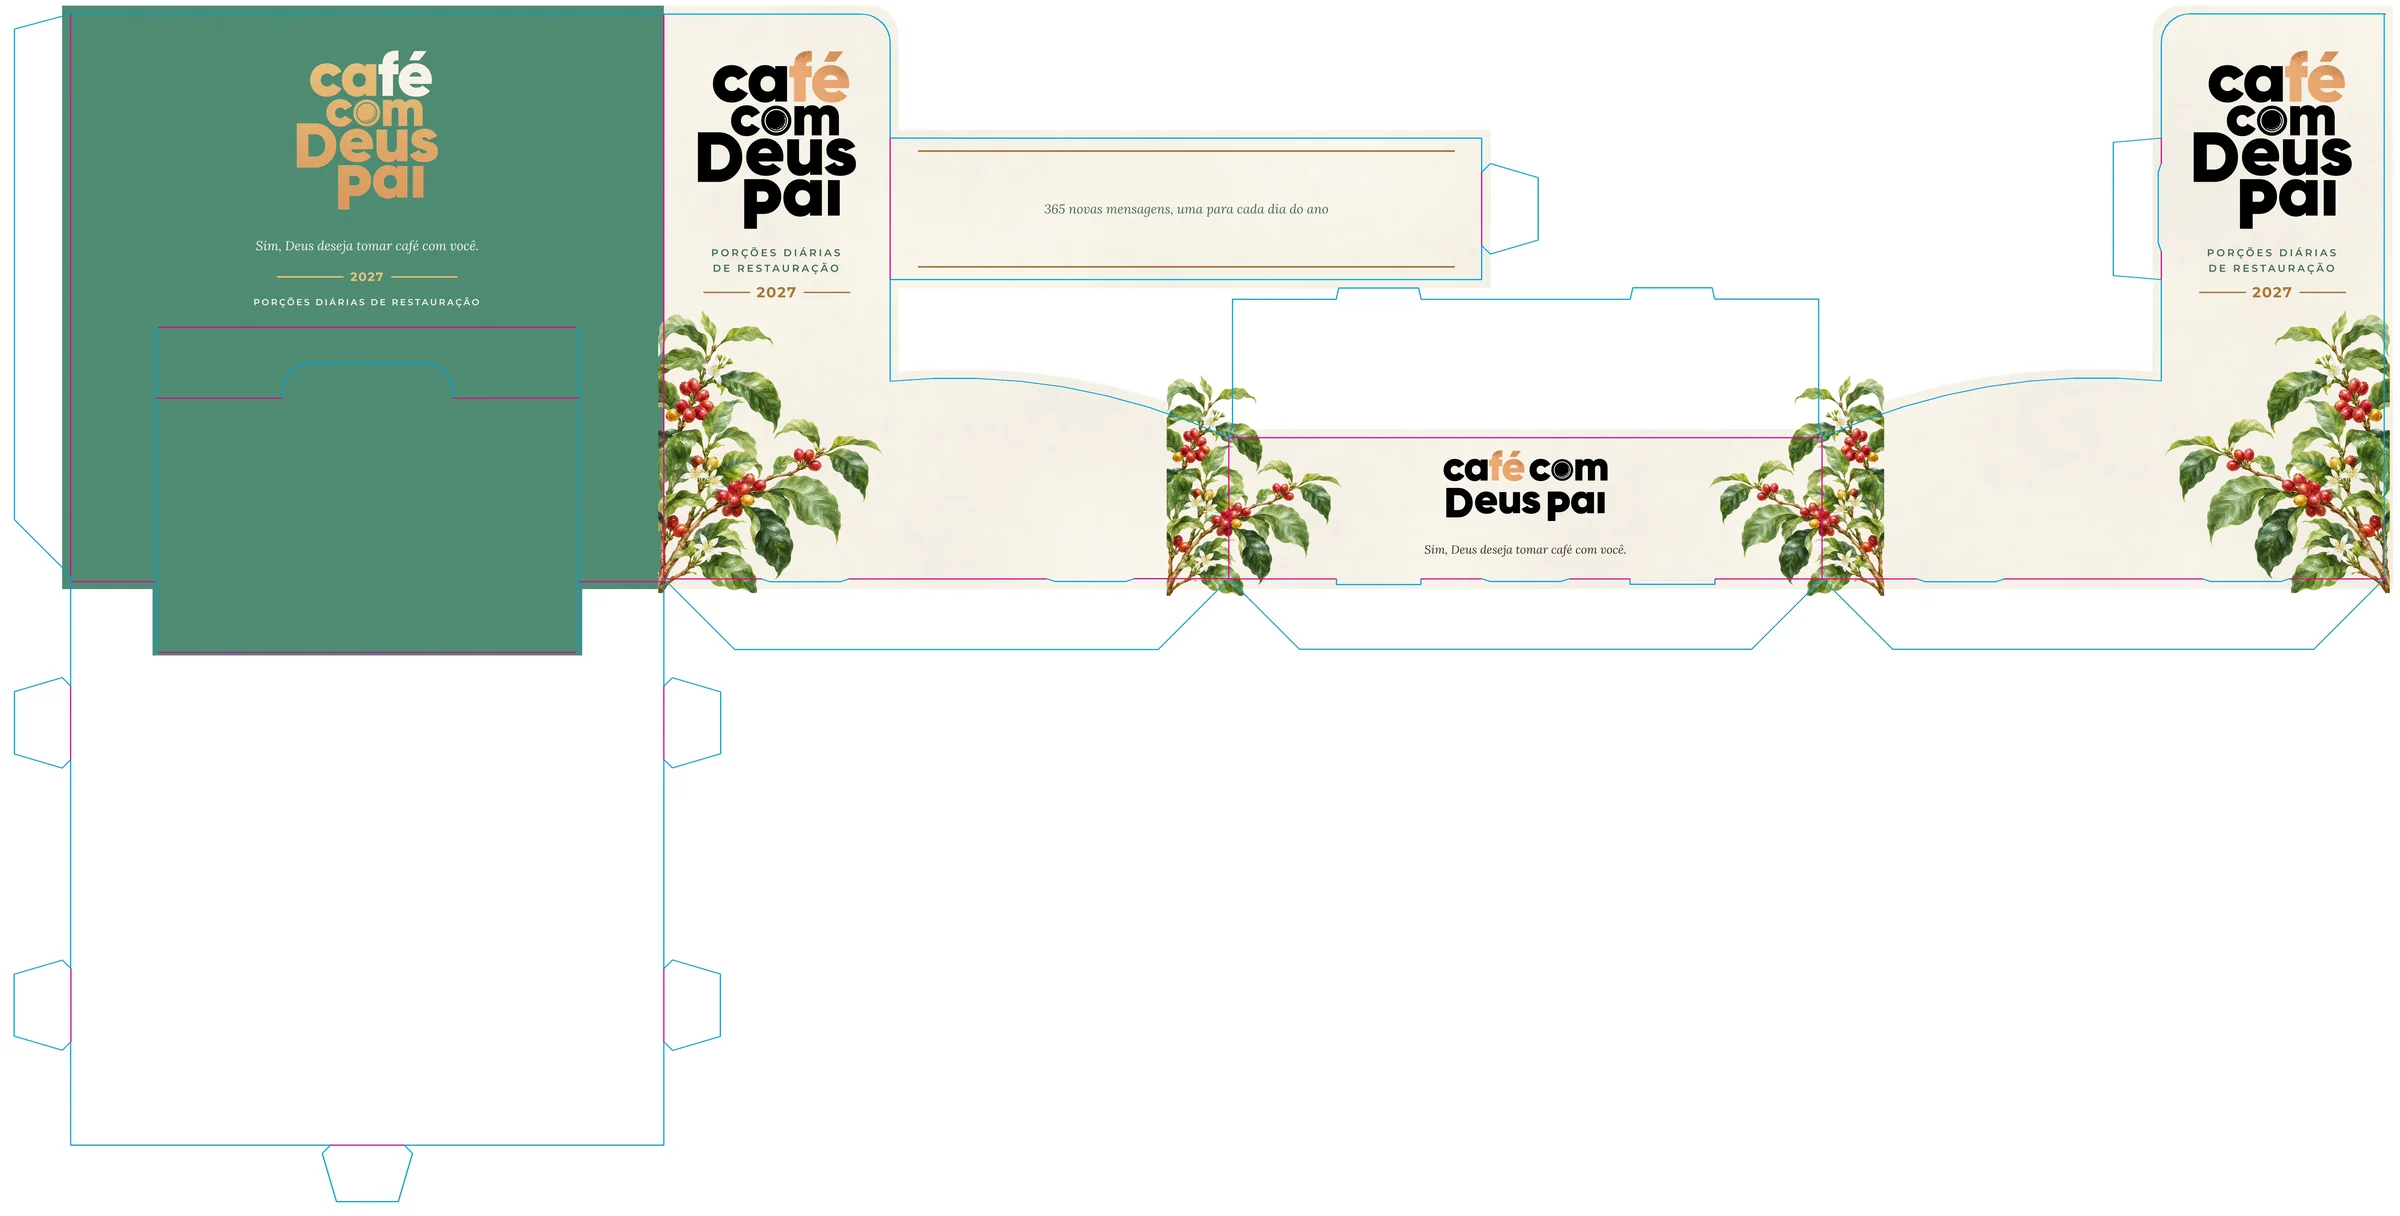 café
com
Deus
pai
Sim, Deus deseja tomar café com você.
2027
PORÇÕES DIÁRIAS DE RESTAURAÇÃO
café
com
Deus
pai
PORÇÕES DIÁRIAS
DE RESTAURAÇÃO
2027
365 novas mensagens, uma para cada dia do ano
café com
Deus pai
Sim, Deus deseja tomar café com você.
café
com
Deus
pai
PORÇÕES DIÁRIAS
DE RESTAURAÇÃO
2027